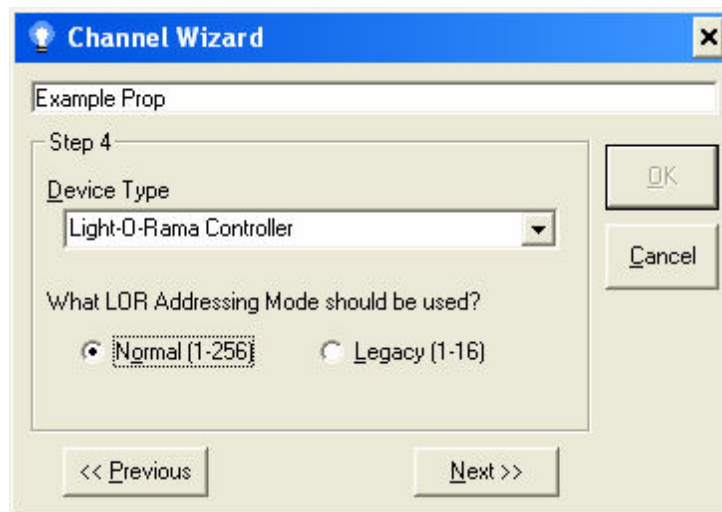 Channel Wizard
Example Prop
Step 4
Device Type
Light-O-Rama Controller
What LOR Addressing Mode should be used?
Normal (1-256)
Legacy (1-16)
OK
Cancel
<< Previous
Next >>